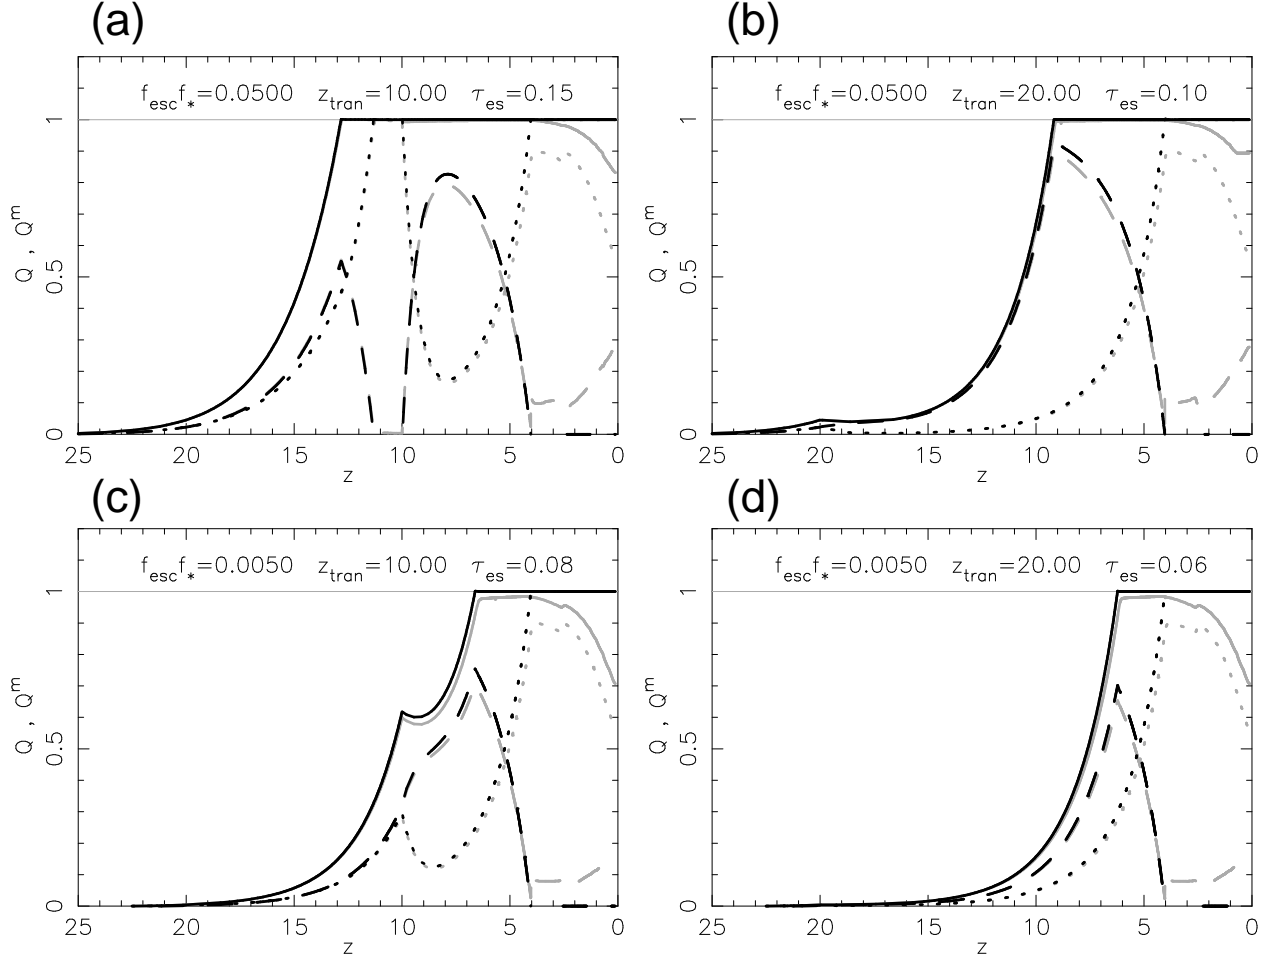 (a)
f_esc f_*=0.0500 z_tran=10.00 τ_es=0.15
Q , Q^m
1
0.5
0
25 20 15 10 5 0
z
(b)
f_esc f_*=0.0500 z_tran=20.00 τ_es=0.10
Q , Q^m
1
0.5
0
25 20 15 10 5 0
z
(c)
f_esc f_*=0.0050 z_tran=10.00 τ_es=0.08
Q , Q^m
1
0.5
0
25 20 15 10 5 0
z
(d)
f_esc f_*=0.0050 z_tran=20.00 τ_es=0.06
Q , Q^m
1
0.5
0
25 20 15 10 5 0
z